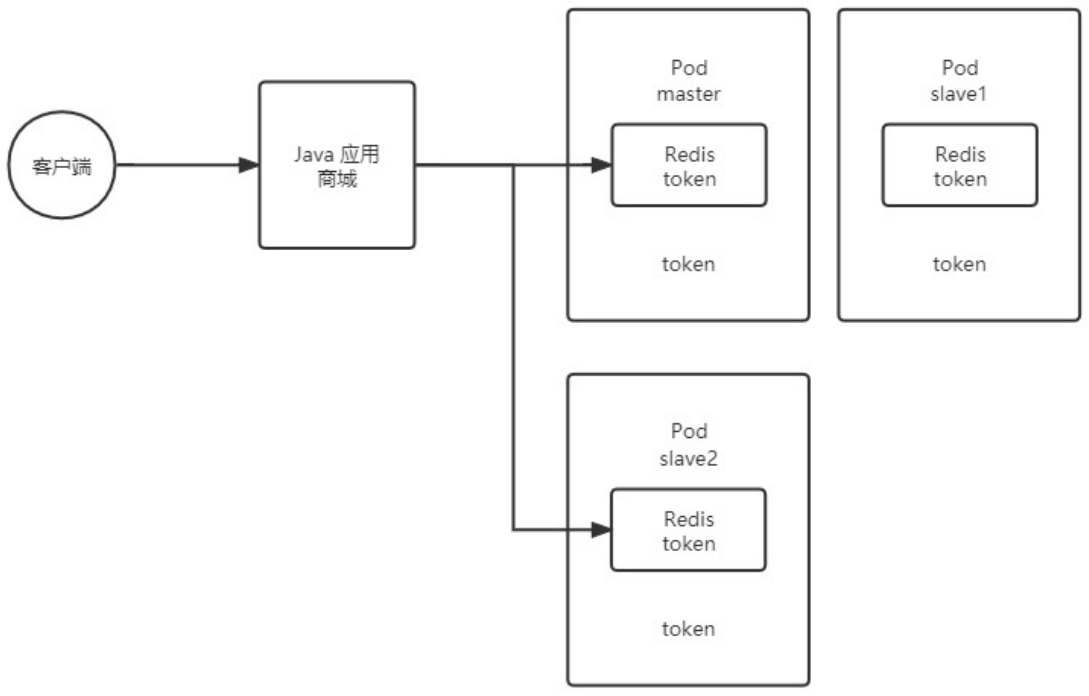 客户端
Java 应用
商城
Pod
master
Redis
token
token
Pod
slave1
Redis
token
token
Pod
slave2
Redis
token
token